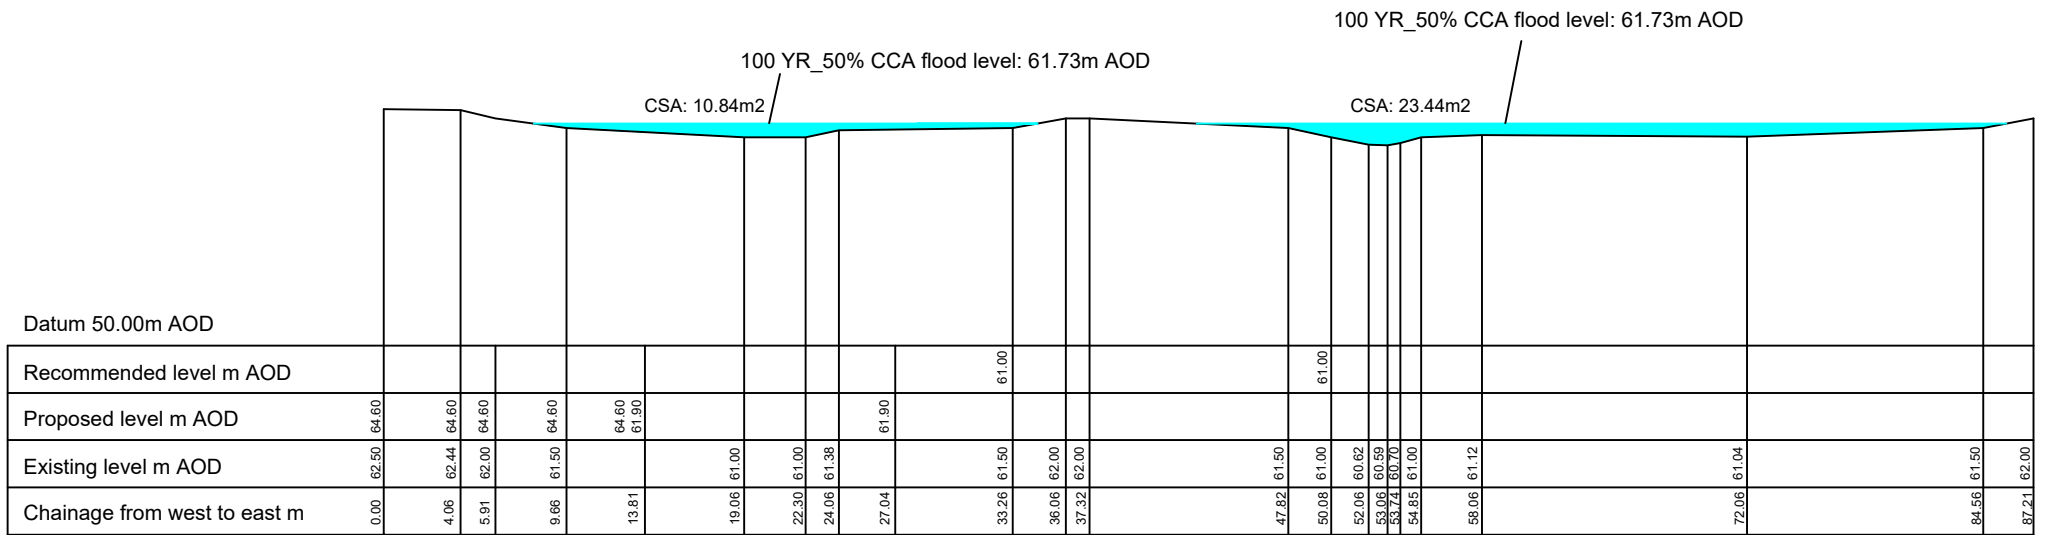 100 YR_50% CCA flood level: 61.73m AOD
100 YR_50% CCA flood level: 61.73m AOD
CSA: 10.84m2
CSA: 23.44m2
Datum 50.00m AOD
Recommended level m AOD 61.00 61.00
Proposed level m AOD 64.60 64.60 64.60 64.60 64.60 61.90 61.90
Existing level m AOD 62.50 62.44 62.00 61.50 61.00 61.00 61.38 61.50 62.00 62.00 61.50 61.00 60.62 60.59 60.70 61.00 61.12 61.04 61.50 62.00
Chainage from west to east m 0.00 4.06 5.91 9.66 13.81 19.06 22.30 24.06 27.04 33.26 36.06 37.32 47.82 50.08 52.06 53.06 53.74 54.85 58.06 72.06 84.56 87.21